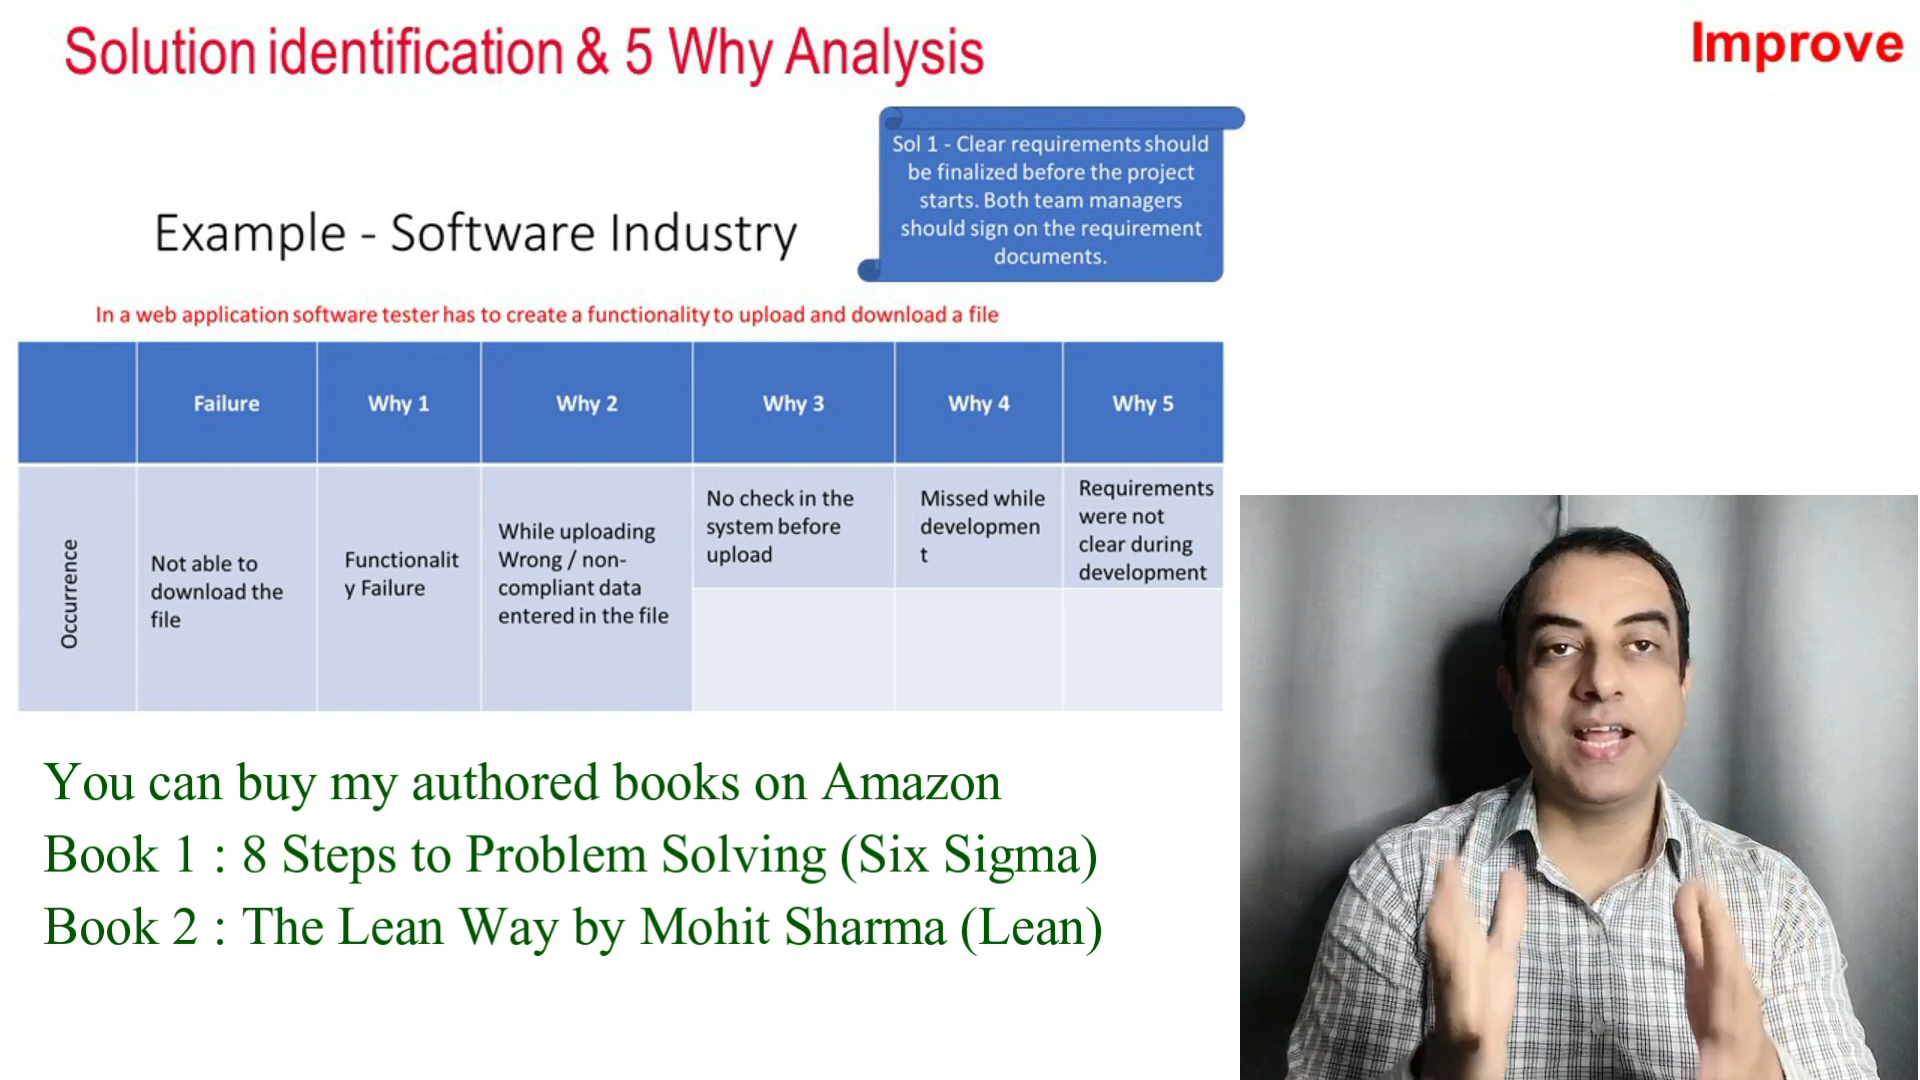 Solution identification & 5 Why Analysis
Improve
Sol 1 - Clear requirements should
be finalized before the project
starts. Both team managers
should sign on the requirement
documents.
Example - Software Industry
In a web application software tester has to create a functionality to upload and download a file
Failure
Why 1
Why 2
Why 3
Why 4
Why 5
Occurrence
Not able to
download the
file
Functionalit
y Failure
While uploading
Wrong / non-
compliant data
entered in the file
No check in the
system before
upload
Missed while
developmen
t
Requirements
were not
clear during
development
You can buy my authored books on Amazon
Book 1 : 8 Steps to Problem Solving (Six Sigma)
Book 2 : The Lean Way by Mohit Sharma (Lean)